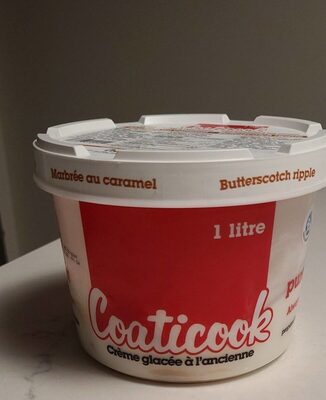 Marbrée au caramel
Butterscotch ripple
1 litre
Coaticook
Crème glacée à l'ancienne